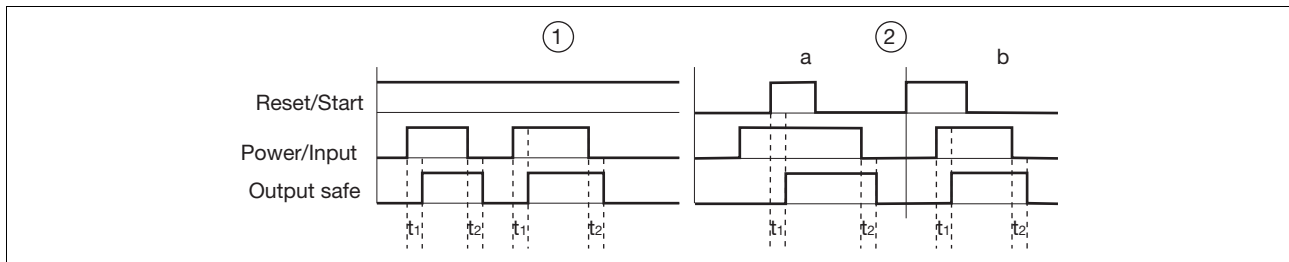 ① ②
a b
Reset/Start
Power/Input
Output safe
t1 t2 t1 t2 t1 t2 t1 t2